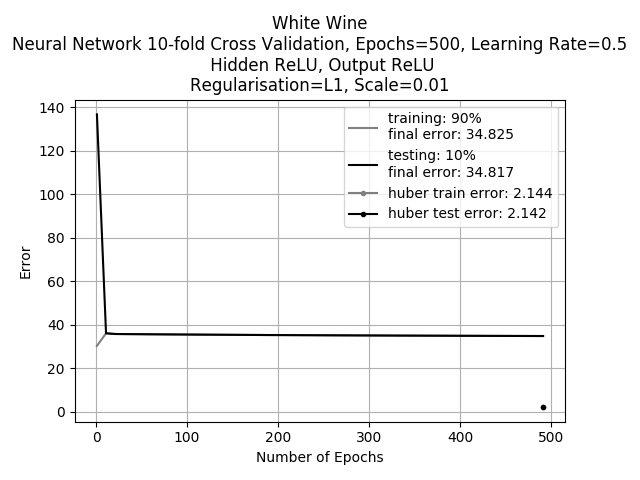 White Wine
Neural Network 10-fold Cross Validation, Epochs=500, Learning Rate=0.5
Hidden ReLU, Output ReLU
Regularisation=L1, Scale=0.01
140
120
100
80
60
40
20
0
Error
training: 90%
final error: 34.825
testing: 10%
final error: 34.817
huber train error: 2.144
huber test error: 2.142
0
100
200
300
400
500
Number of Epochs